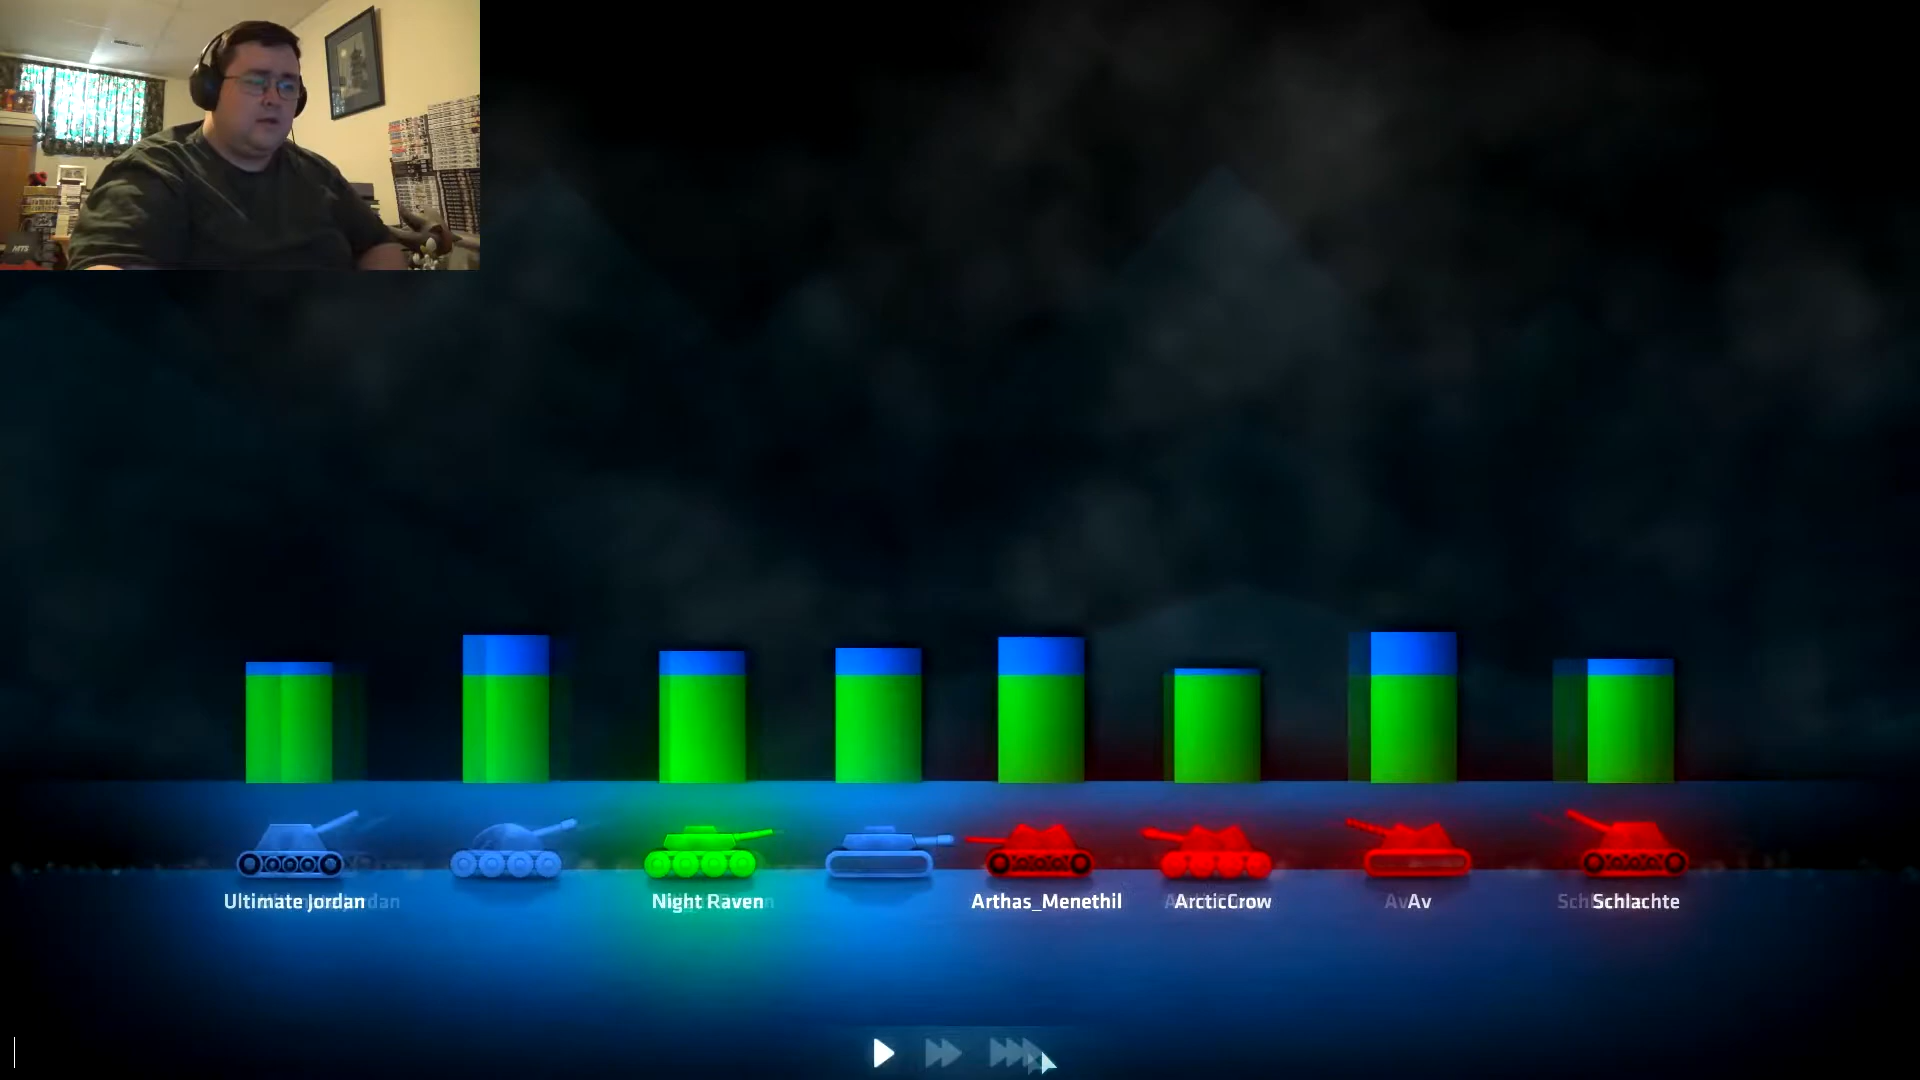 Ultimate Jordan
Night Raven
Arthas_Menethil
ArcticCrow
Av
Schlachte